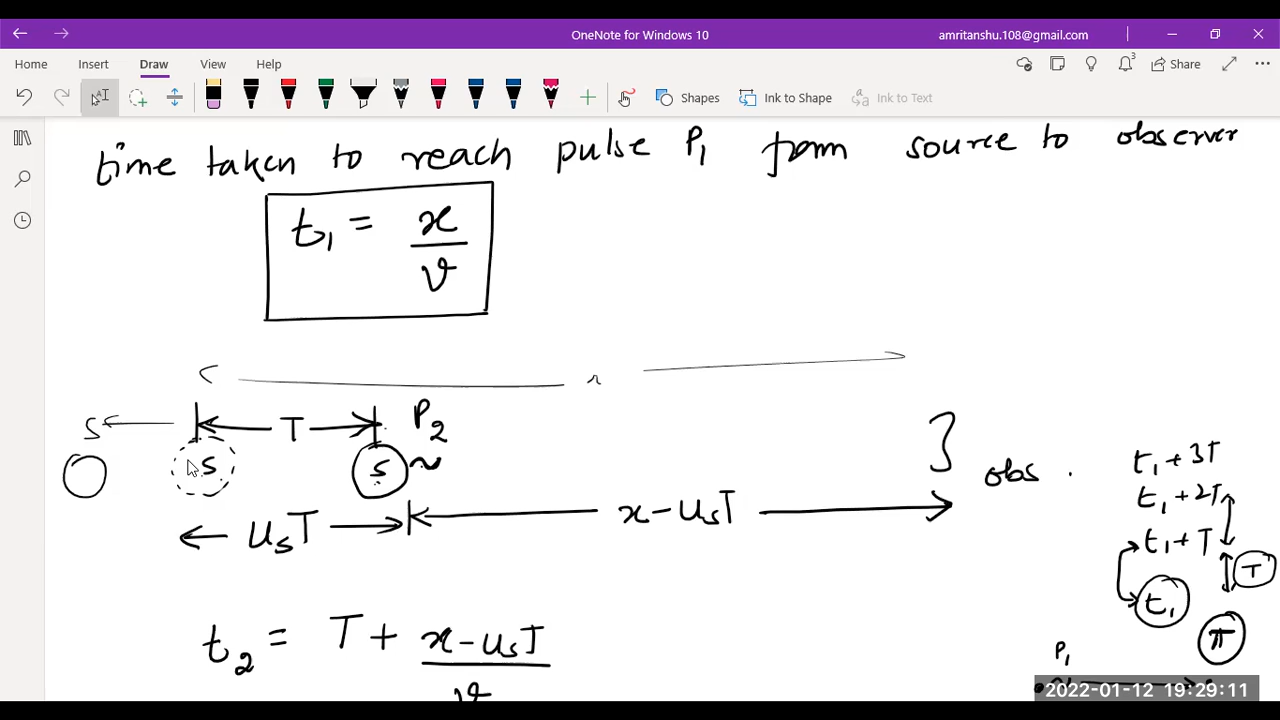 OneNote for Windows 10
amritanshu.108@gmail.com
Home Insert Draw View Help
Share
Shapes
Ink to Shape
Ink to Text
time taken to reach pulse P₁ from source to observer
t₁ = x/v
x
S
T
P₂
S
S
obs.
uₛT
x-uₛT
t₁+3T
t₁+2T
t₁+T
T
t₁
t₂ = T + x-uₛT/v
P₁
2022-01-12 19:29:11